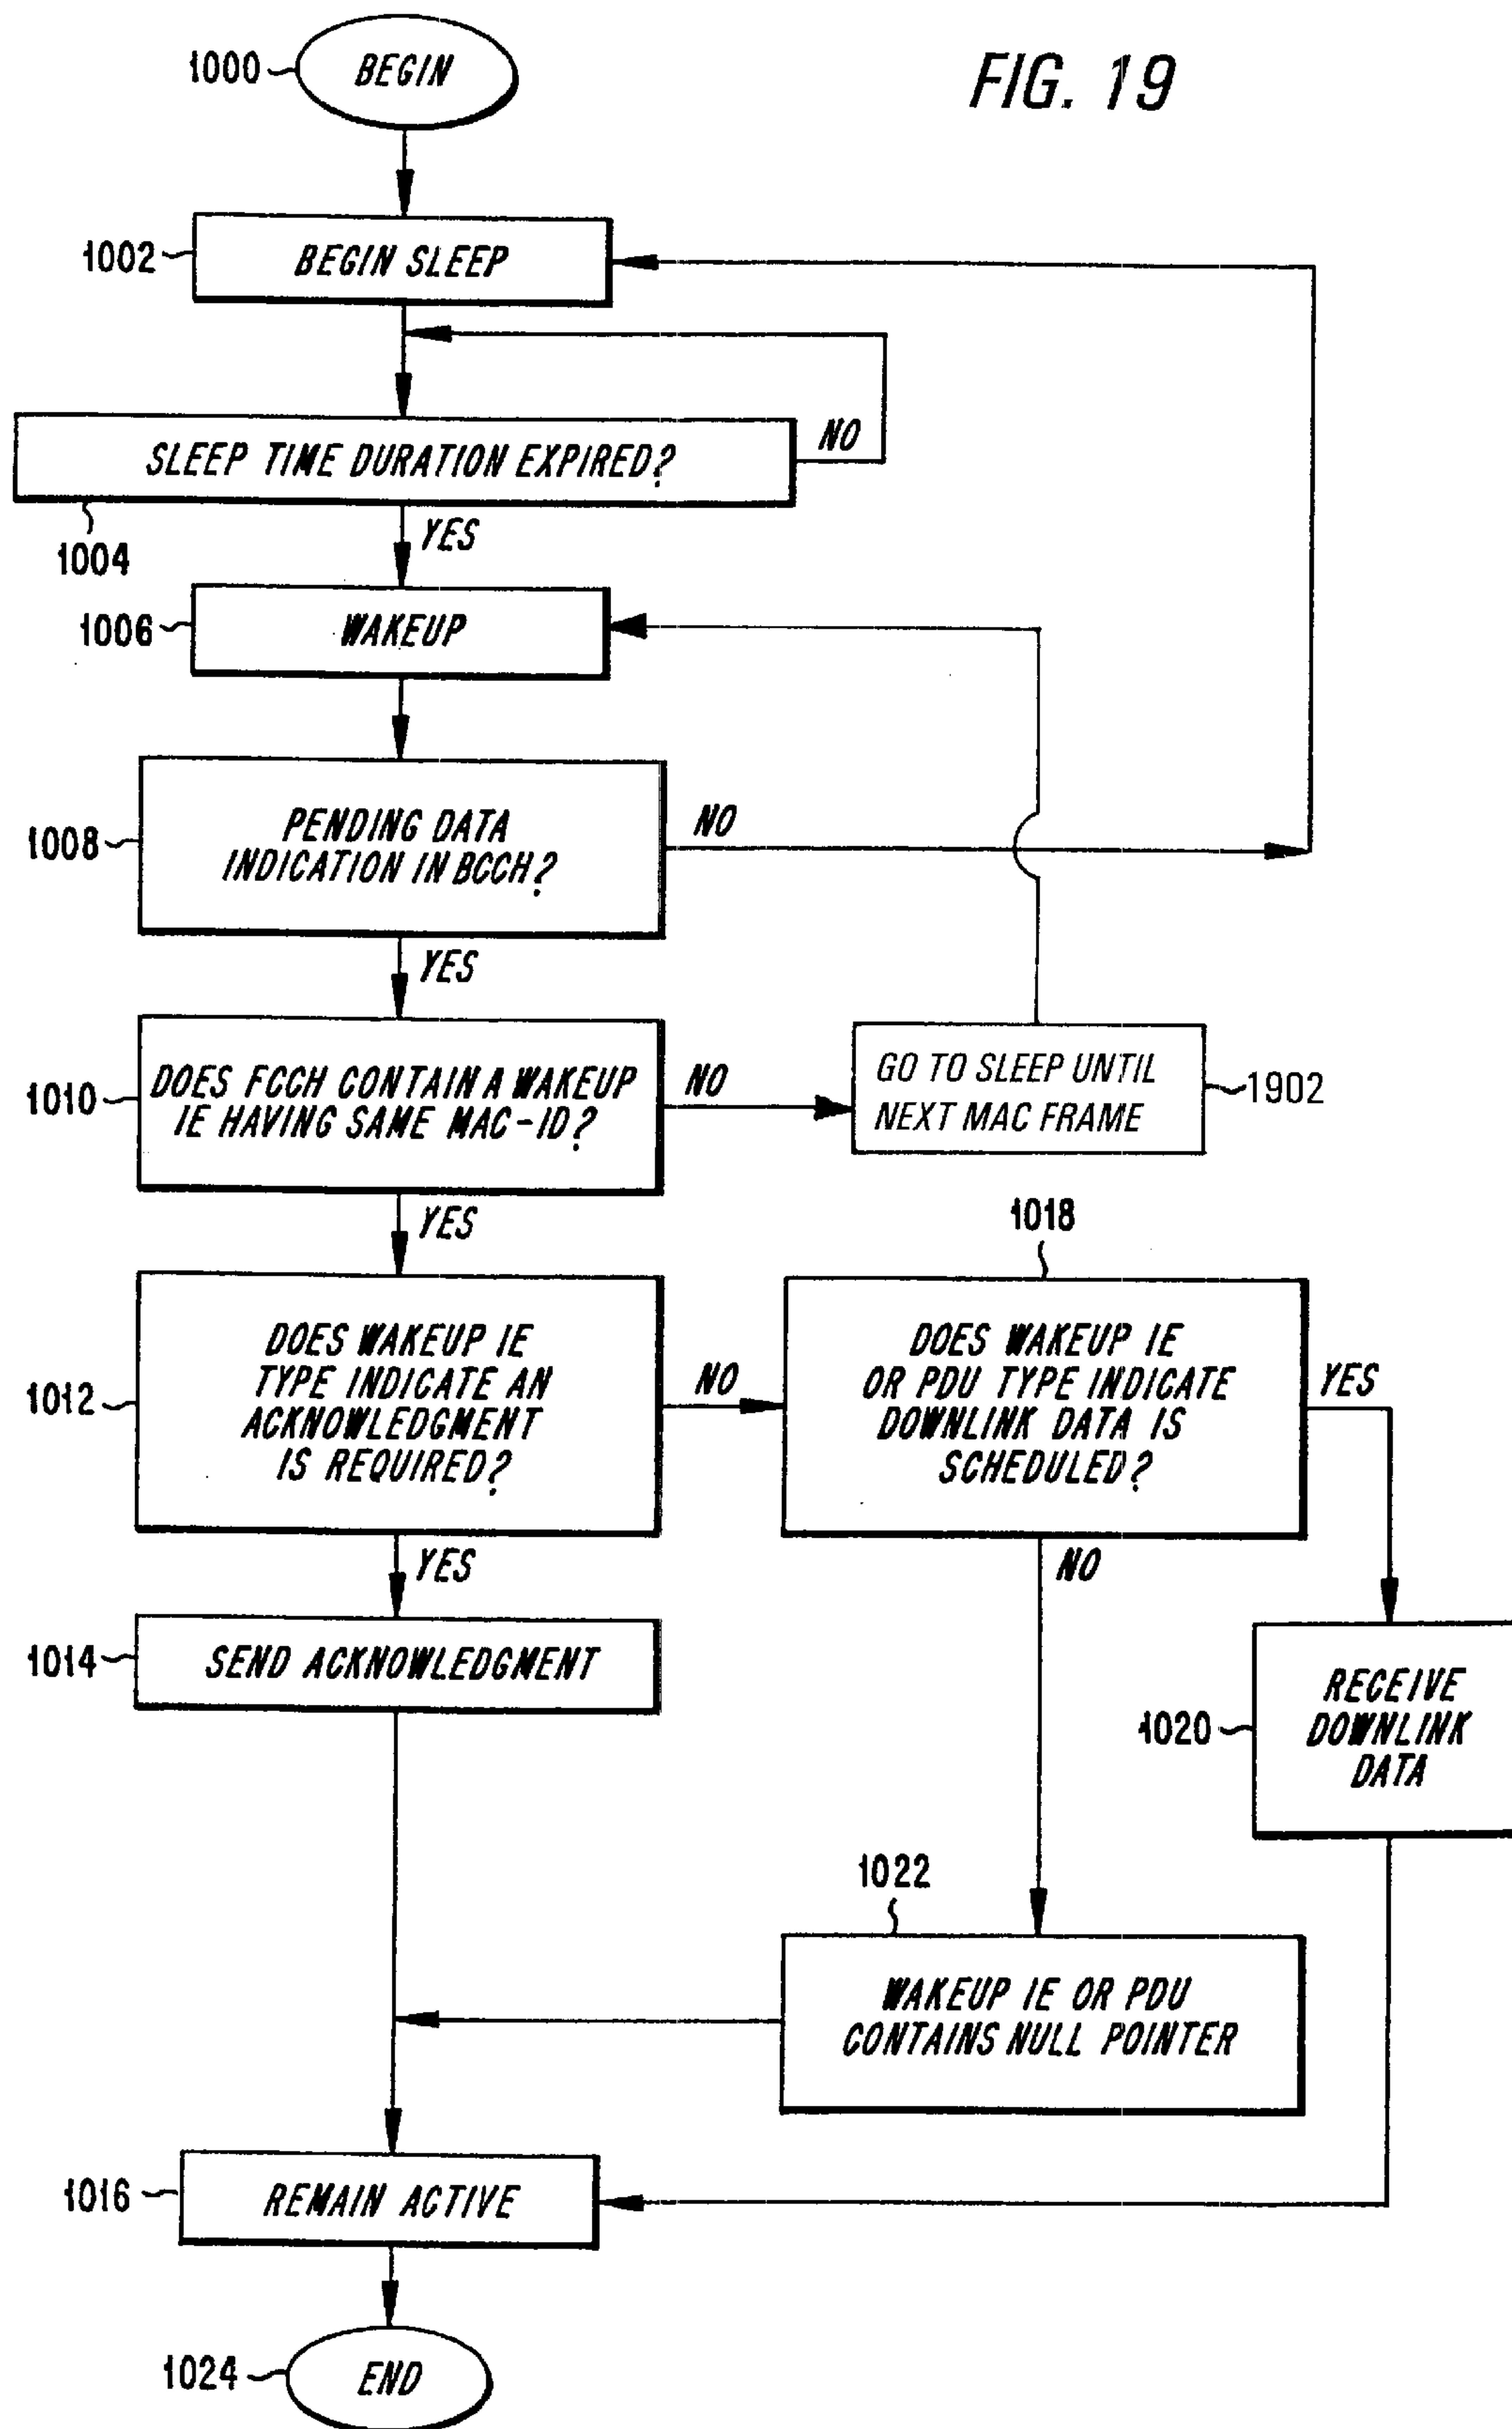 FIG. 19
1000
BEGIN
1002
BEGIN SLEEP
SLEEP TIME DURATION EXPIRED?
NO
1004
YES
1006
WAKEUP
1008
PENDING DATA
INDICATION IN BCCH?
NO
YES
1010
DOES FCCH CONTAIN A WAKEUP
IE HAVING SAME MAC-ID?
NO
GO TO SLEEP UNTIL
NEXT MAC FRAME
1902
YES
1012
DOES WAKEUP IE
TYPE INDICATE AN
ACKNOWLEDGMENT
IS REQUIRED?
NO
1018
DOES WAKEUP IE
OR PDU TYPE INDICATE
DOWNLINK DATA IS
SCHEDULED?
YES
YES
NO
1014
SEND ACKNOWLEDGMENT
1020
RECEIVE
DOWNLINK
DATA
1022
WAKEUP IE OR PDU
CONTAINS NULL POINTER
1016
REMAIN ACTIVE
1024
END